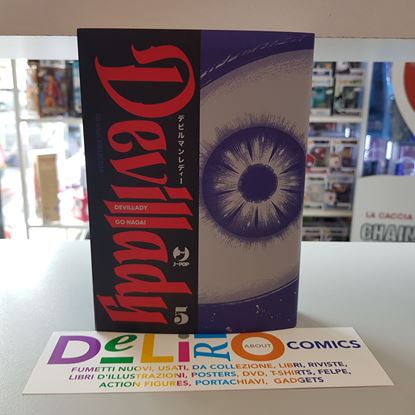 Devillady
デビルマンレディー
DEVILLADY
GO NAGAI
J-POP
5
LA CACCIA
CHAIN
DeLiRiO ABOUT COMICS
FUMETTI NUOVI, USATI, DA COLLEZIONE, LIBRI, RIVISTE,
LIBRI D'ILLUSTRAZIONI, POSTERS, DVD, T-SHIRTS, FELPE,
ACTION FIGURES, PORTACHIAVI, GADGETS